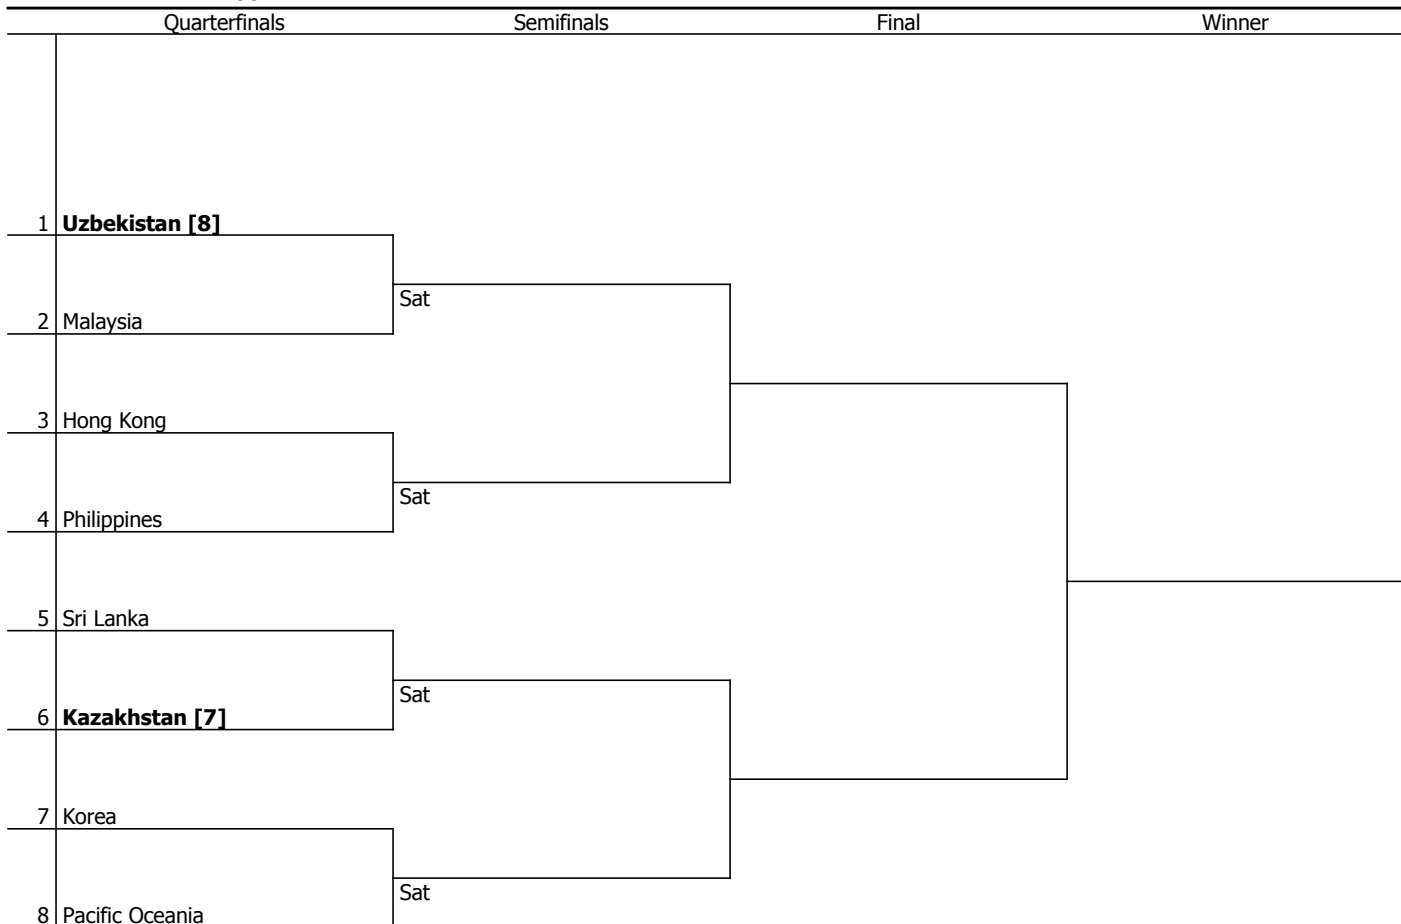 Quarterfinals Semifinals Final Winner
1 Uzbekistan [8]
Sat
2 Malaysia
3 Hong Kong
Sat
4 Philippines
5 Sri Lanka
Sat
6 Kazakhstan [7]
7 Korea
Sat
8 Pacific Oceania